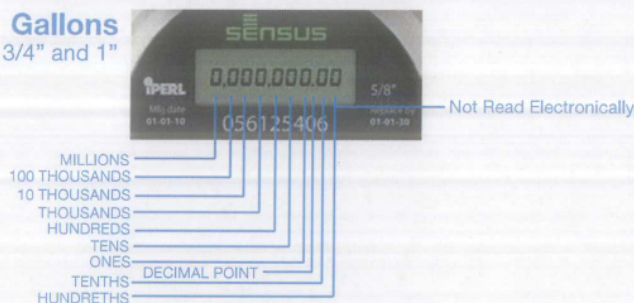 Gallons
3/4” and 1”
SENSUS
0,000,000.00
iPERL
5/8"
Mfg date
Replace by
01-01-10
056125406
01-01-30
Not Read Electronically
MILLIONS
100 THOUSANDS
10 THOUSANDS
THOUSANDS
HUNDREDS
TENS
ONES
DECIMAL POINT
TENTHS
HUNDRETHS